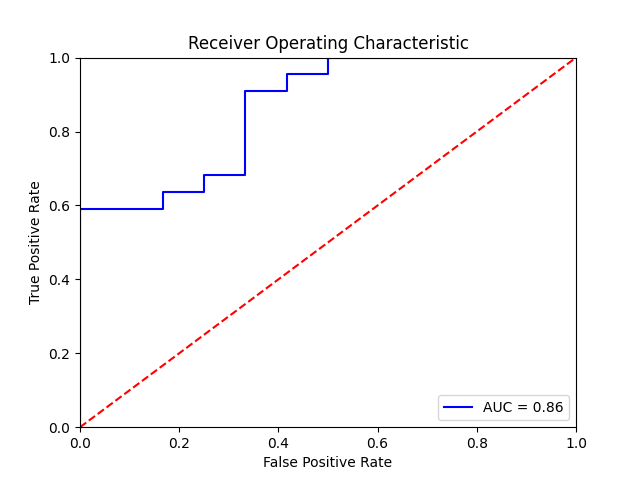 Receiver Operating Characteristic
1.0
0.8
0.6
0.4
0.2
0.0
True Positive Rate
AUC = 0.86
0.0 0.2 0.4 0.6 0.8 1.0
False Positive Rate